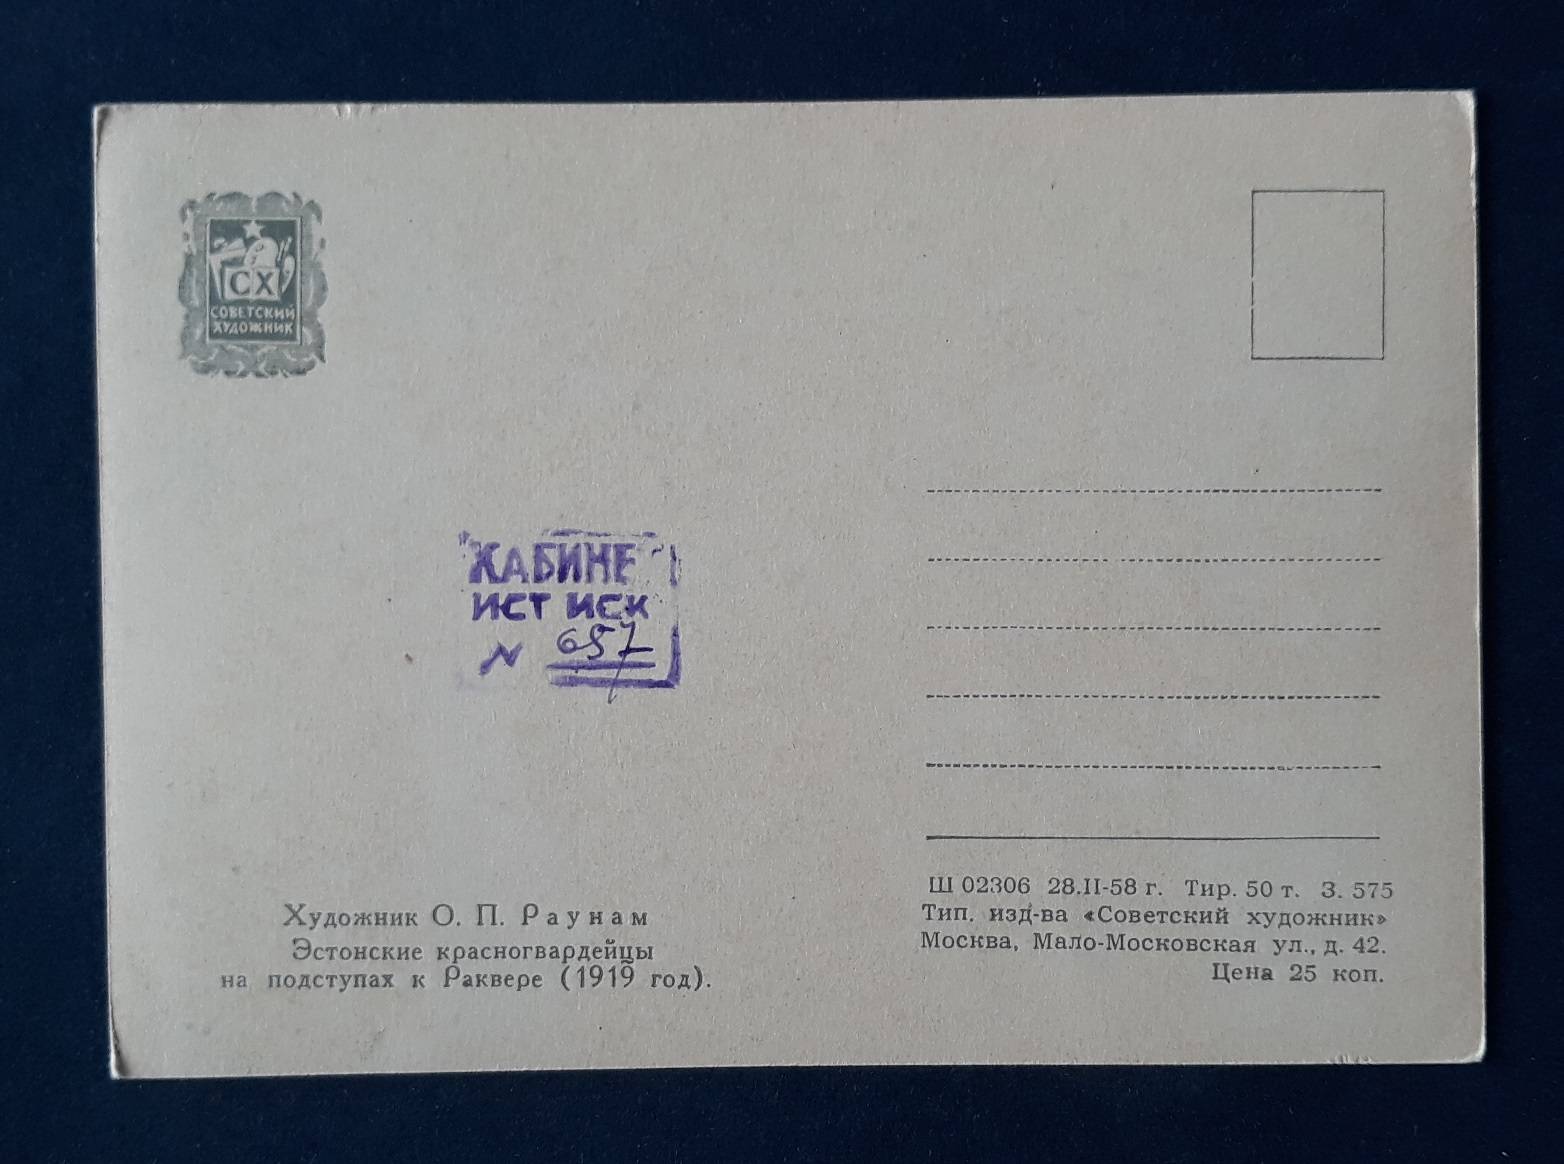 СХ
СОВЕТСКИЙ
ХУДОЖНИК
КАБИНЕ
ИСТ ИСК
N 657
Художник О. П. Раунам
Эстонские красногвардейцы
на подступах к Раквере (1919 год).
Ш 02306 28.II-58 г. Тир. 50 т. З. 575
Тип. изд-ва «Советский художник»
Москва, Мало-Московская ул., д. 42.
Цена 25 коп.